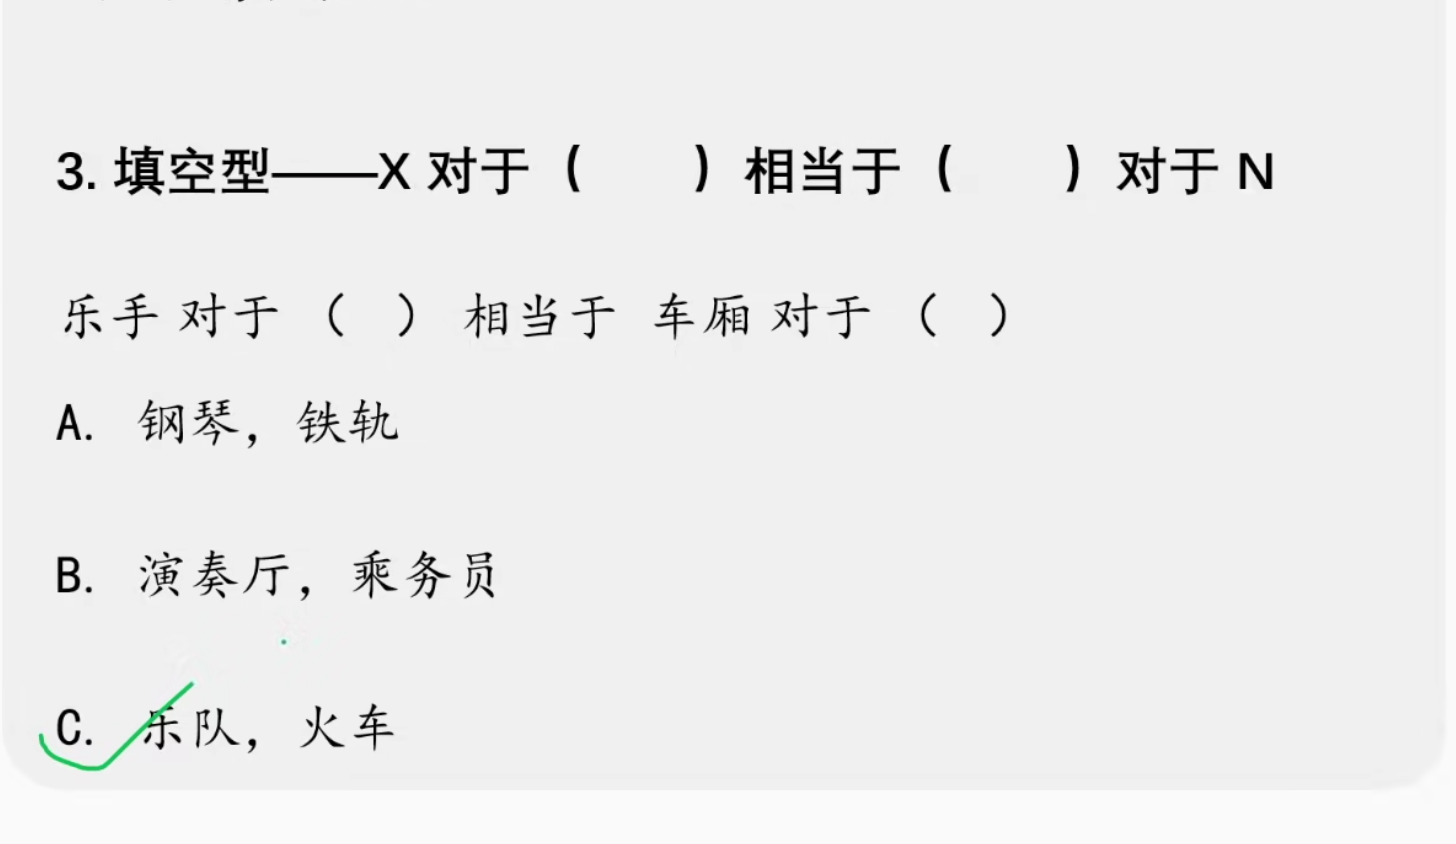 3. 填空型——X 对于（　　）相当于（　　）对于 N
乐手 对于 （ ） 相当于 车厢 对于 （ ）
A. 钢琴，铁轨
B. 演奏厅，乘务员
C. 乐队，火车